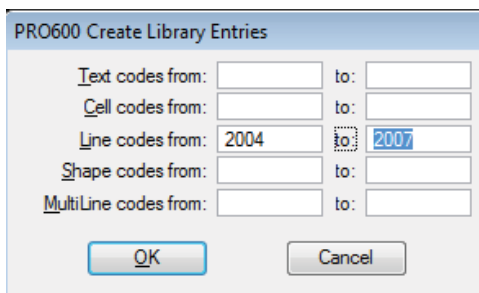 PRO600 Create Library Entries
Text codes from: to:
Cell codes from: to:
Line codes from: 2004 to: 2007
Shape codes from: to:
MultiLine codes from: to:
OK Cancel